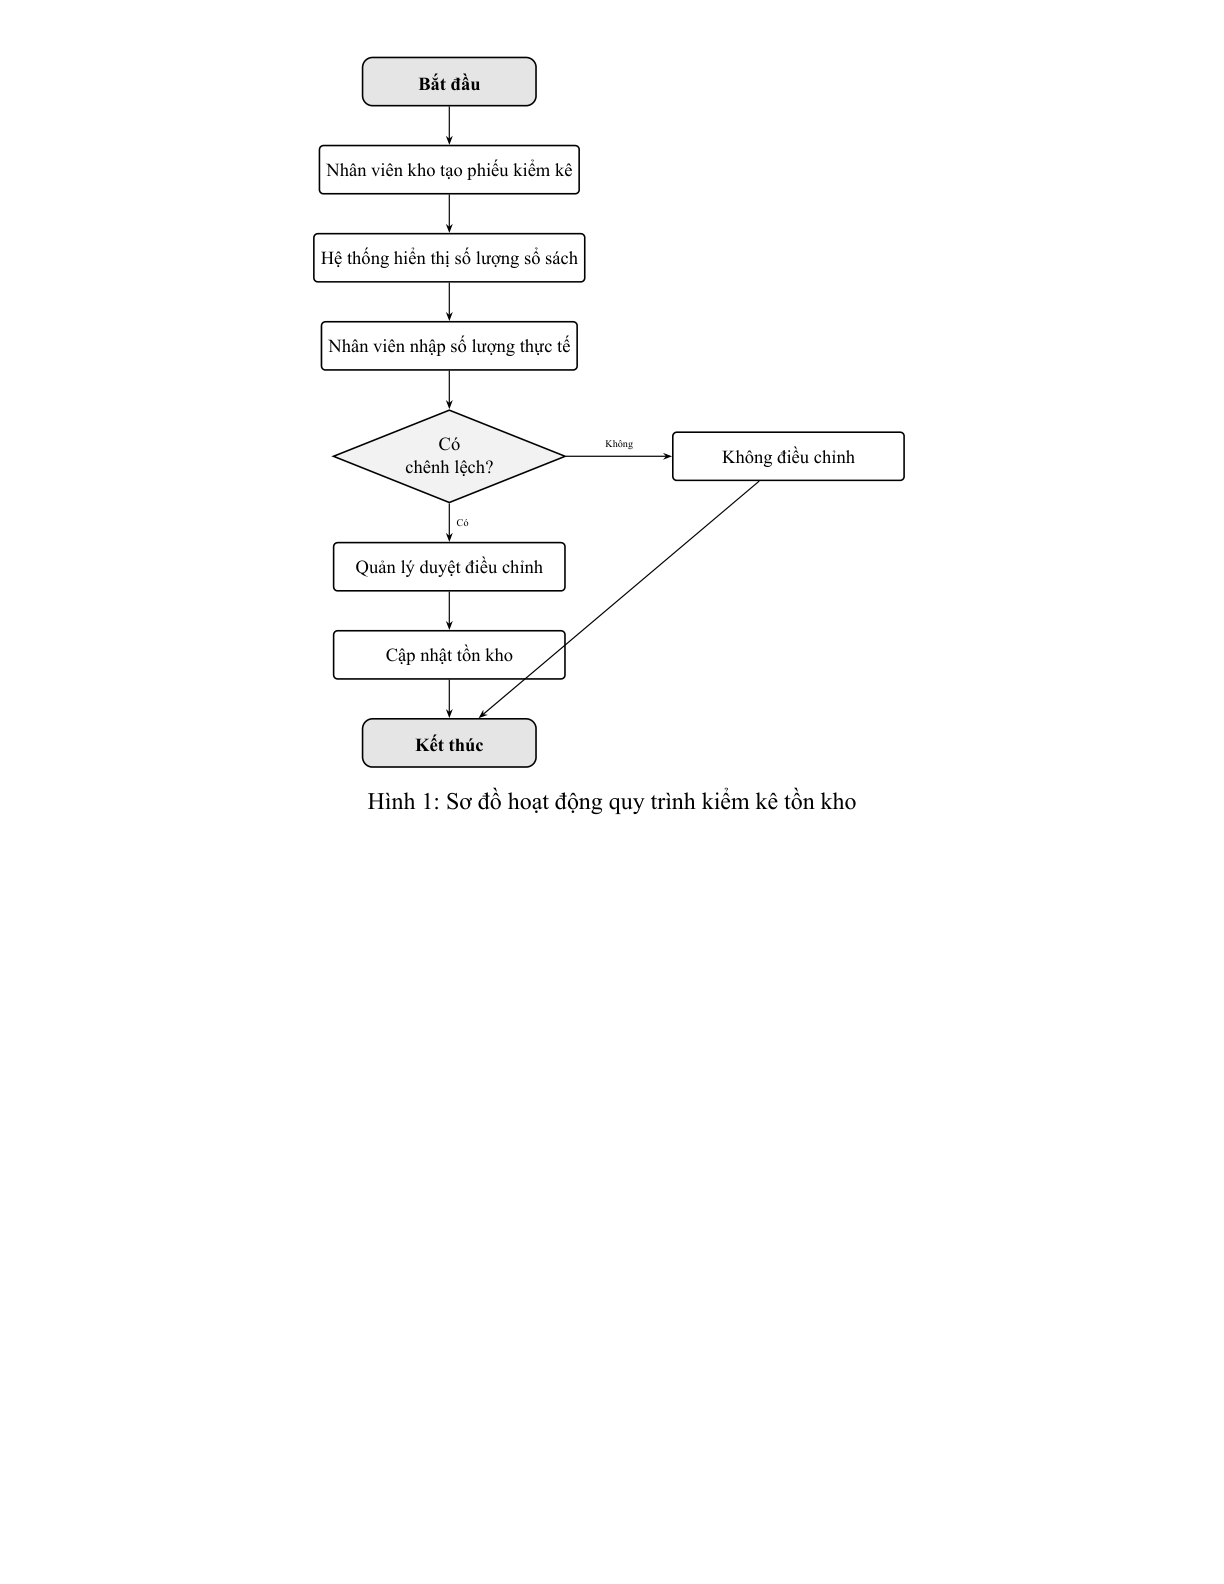 Bắt đầu
Nhân viên kho tạo phiếu kiểm kê
Hệ thống hiển thị số lượng sổ sách
Nhân viên nhập số lượng thực tế
Có
chênh lệch?
Không
Không điều chỉnh
Có
Quản lý duyệt điều chỉnh
Cập nhật tồn kho
Kết thúc
Hình 1: Sơ đồ hoạt động quy trình kiểm kê tồn kho